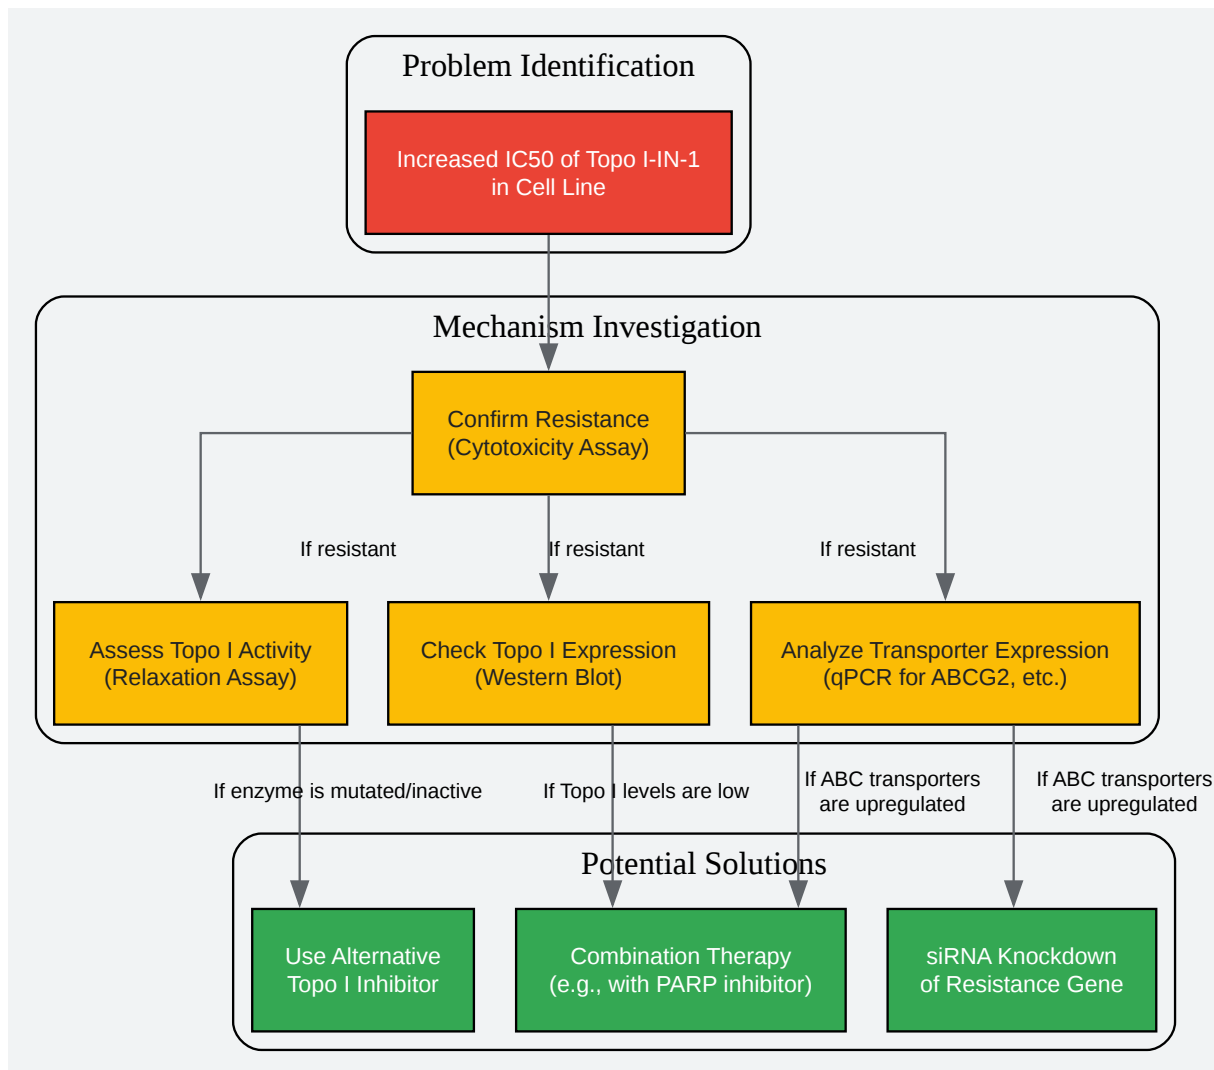 Problem Identification
Increased IC50 of Topo I-IN-1
in Cell Line
Mechanism Investigation
Confirm Resistance
(Cytotoxicity Assay)
If resistant
If resistant
If resistant
Assess Topo I Activity
(Relaxation Assay)
Check Topo I Expression
(Western Blot)
Analyze Transporter Expression
(qPCR for ABCG2, etc.)
If enzyme is mutated/inactive
If Topo I levels are low
If ABC transporters
are upregulated
If ABC transporters
are upregulated
Potential Solutions
Use Alternative
Topo I Inhibitor
Combination Therapy
(e.g., with PARP inhibitor)
siRNA Knockdown
of Resistance Gene